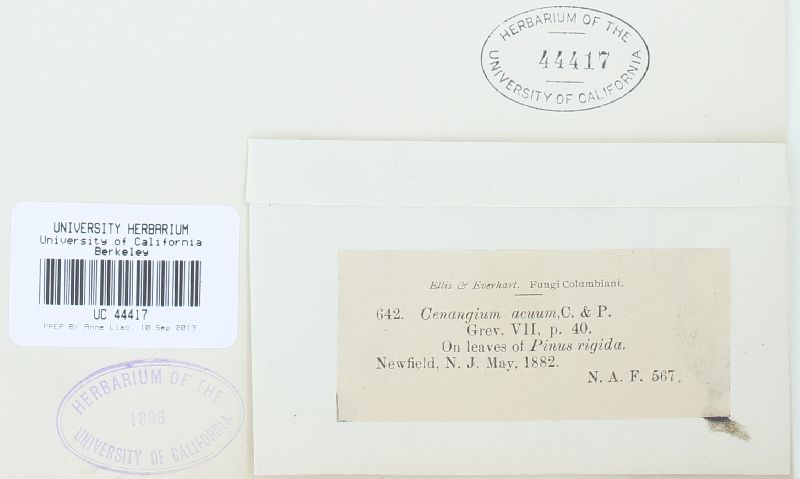 HERBARIUM OF THE
44417
UNIVERSITY OF CALIFORNIA
UNIVERSITY HERBARIUM
University of California
Berkeley
UC 44417
PREP BY Anne Liao, 10 Sep 2013
Ellis & Everhart. Fungi Columbiani.
642. Cenangium acuum, C. & P.
Grev. VII, p. 40.
On leaves of Pinus rigida.
Newfield, N. J. May, 1882.
N. A. F. 567.
HERBARIUM OF THE
1896
UNIVERSITY OF CALIFORNIA